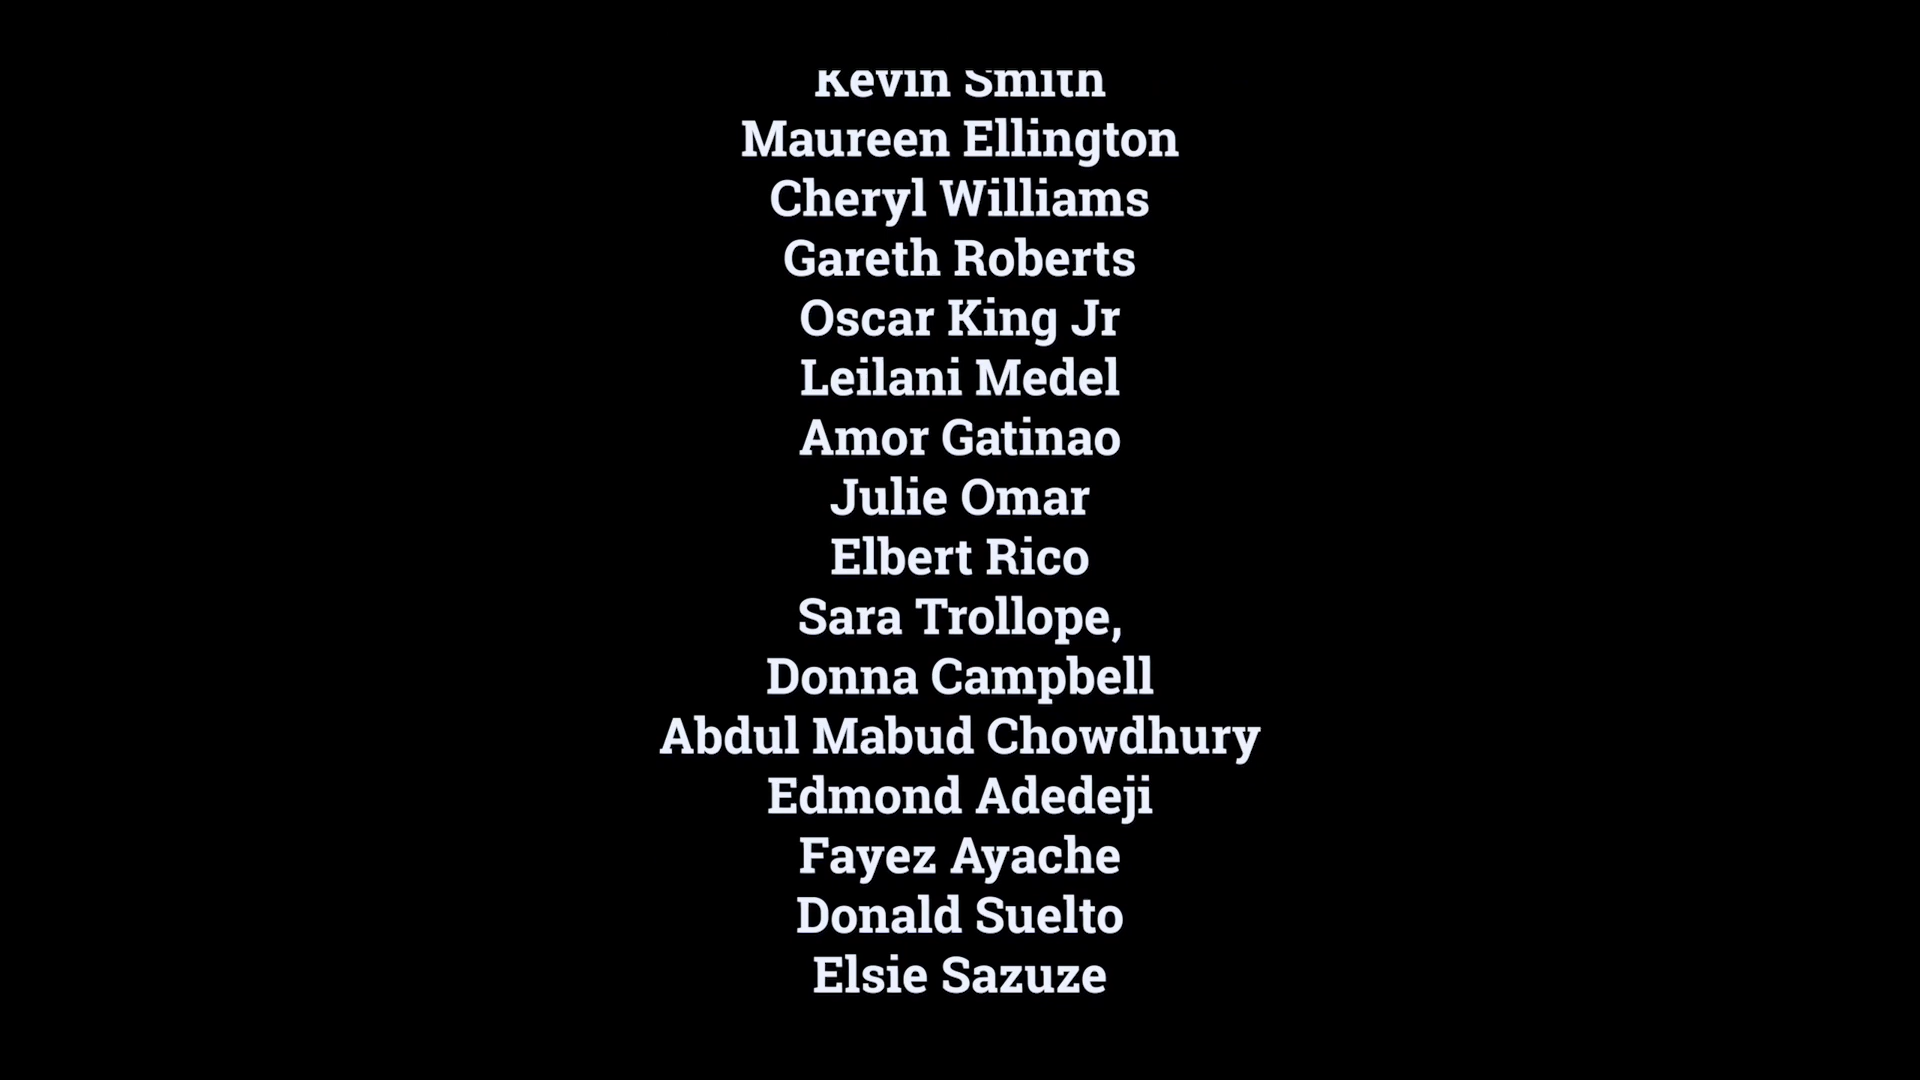 Kevin Smith
Maureen Ellington
Cheryl Williams
Gareth Roberts
Oscar King Jr
Leilani Medel
Amor Gatinao
Julie Omar
Elbert Rico
Sara Trollope,
Donna Campbell
Abdul Mabud Chowdhury
Edmond Adedeji
Fayez Ayache
Donald Suelto
Elsie Sazuze